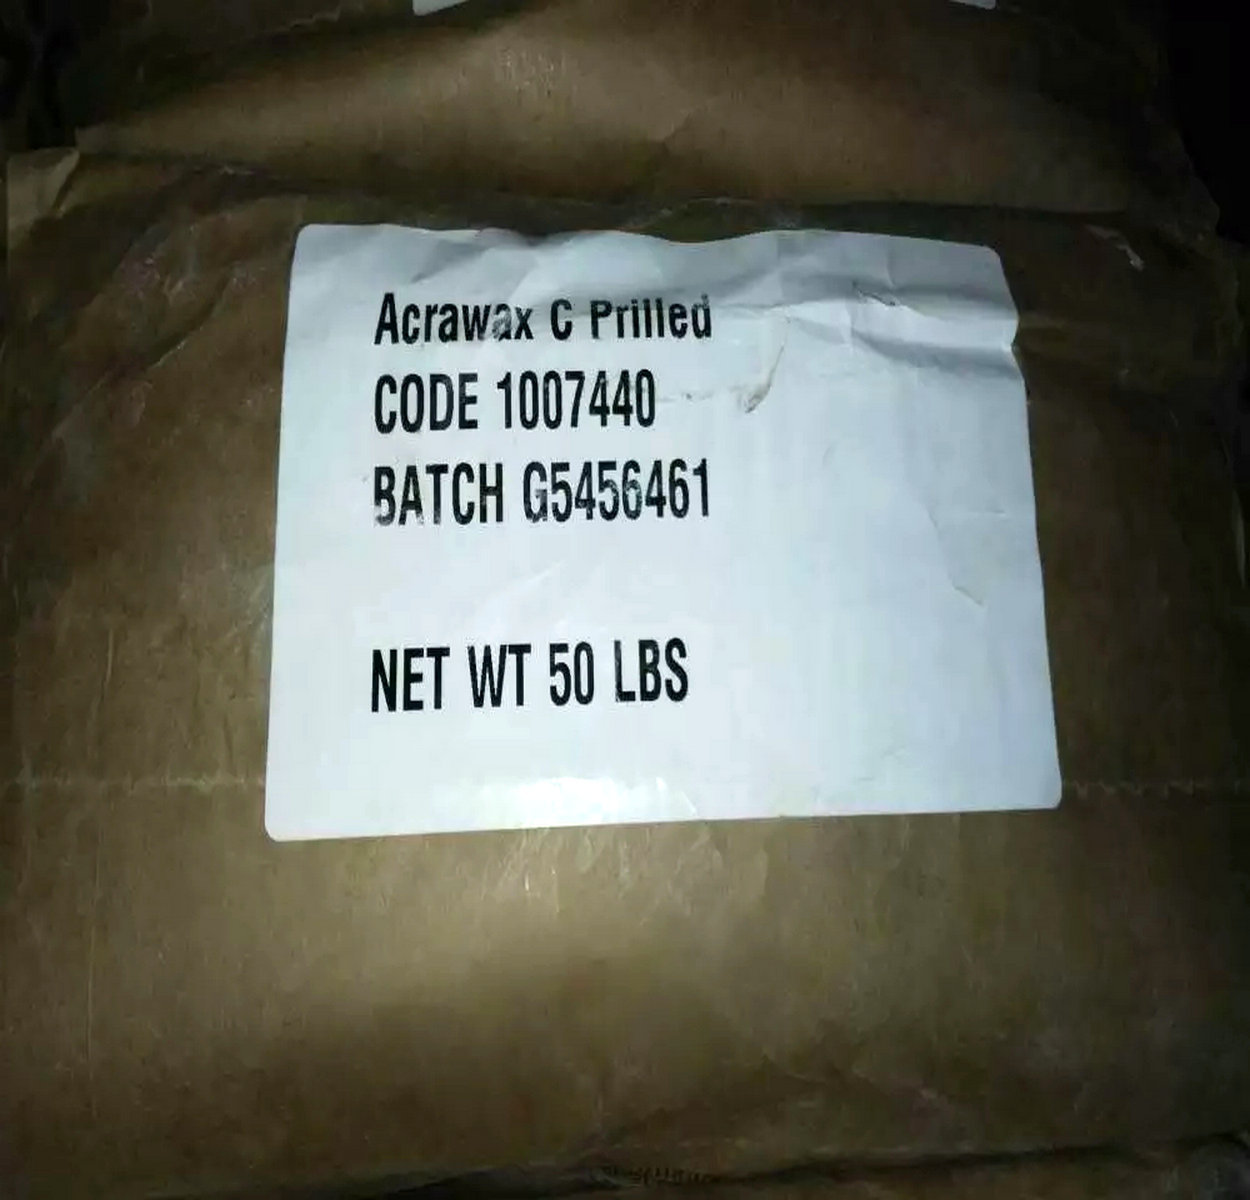 Acrawax C Prilled
CODE 1007440
BATCH G5456461
NET WT 50 LBS